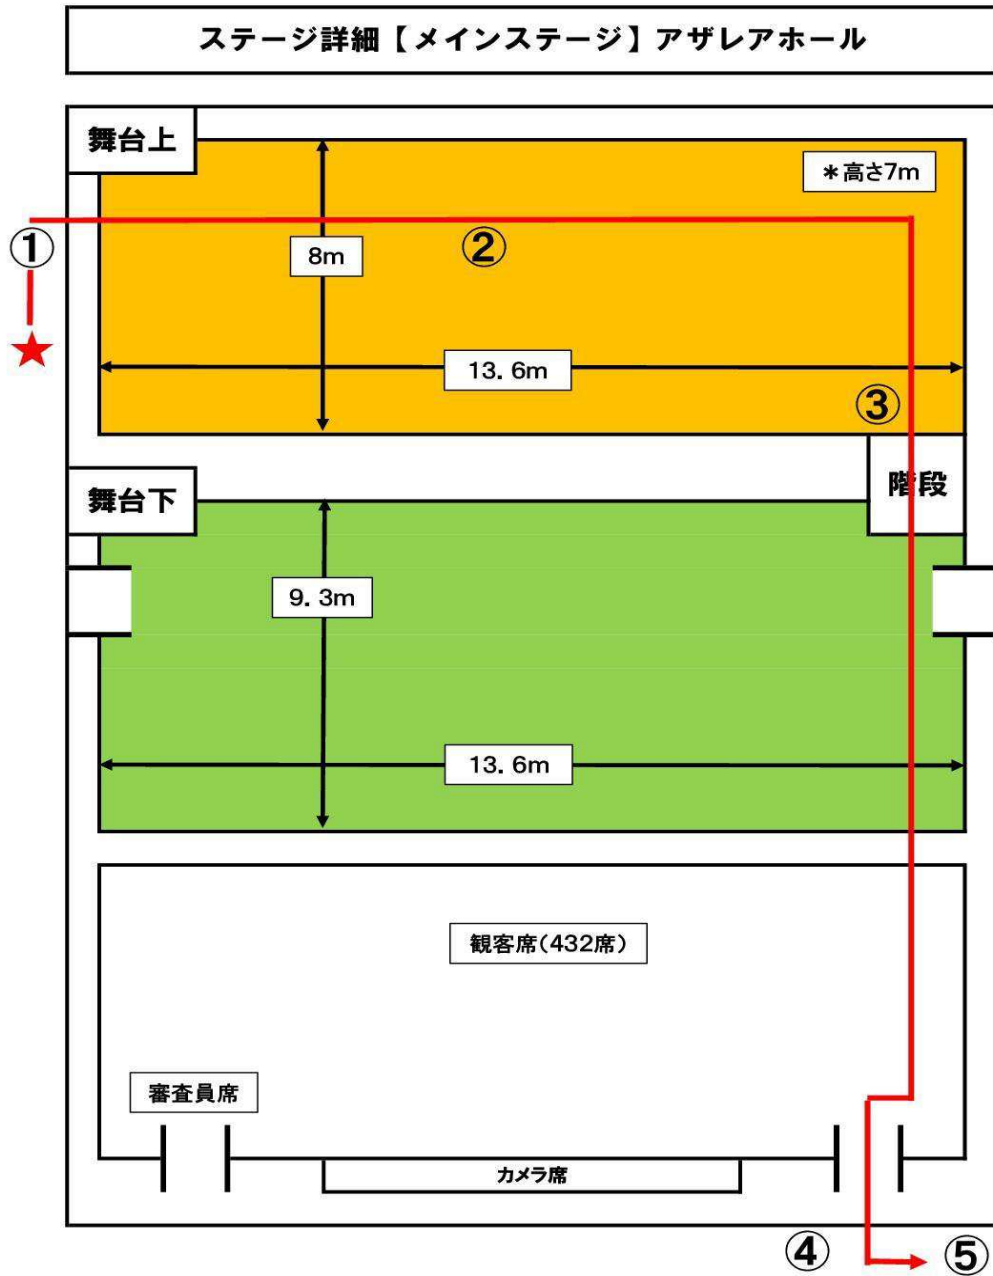 ステージ詳細【メインステージ】アザレアホール
舞台上
＊高さ7m
①
②
8m
13.6m
③
舞台下
階段
9.3m
13.6m
観客席(432席)
審査員席
カメラ席
④
⑤